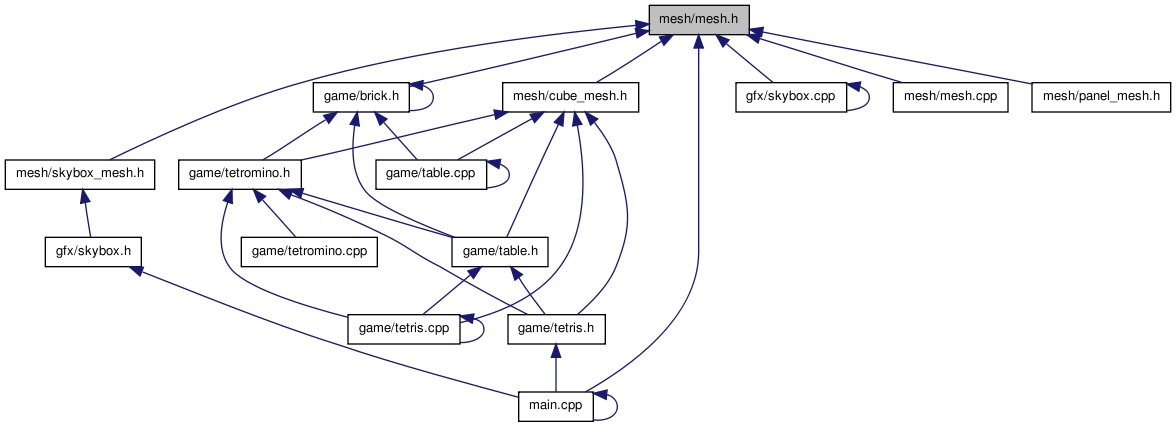 mesh/mesh.h
game/brick.h
mesh/cube_mesh.h
gfx/skybox.cpp
mesh/mesh.cpp
mesh/panel_mesh.h
mesh/skybox_mesh.h
game/tetromino.h
game/table.cpp
gfx/skybox.h
game/tetromino.cpp
game/table.h
game/tetris.cpp
game/tetris.h
main.cpp